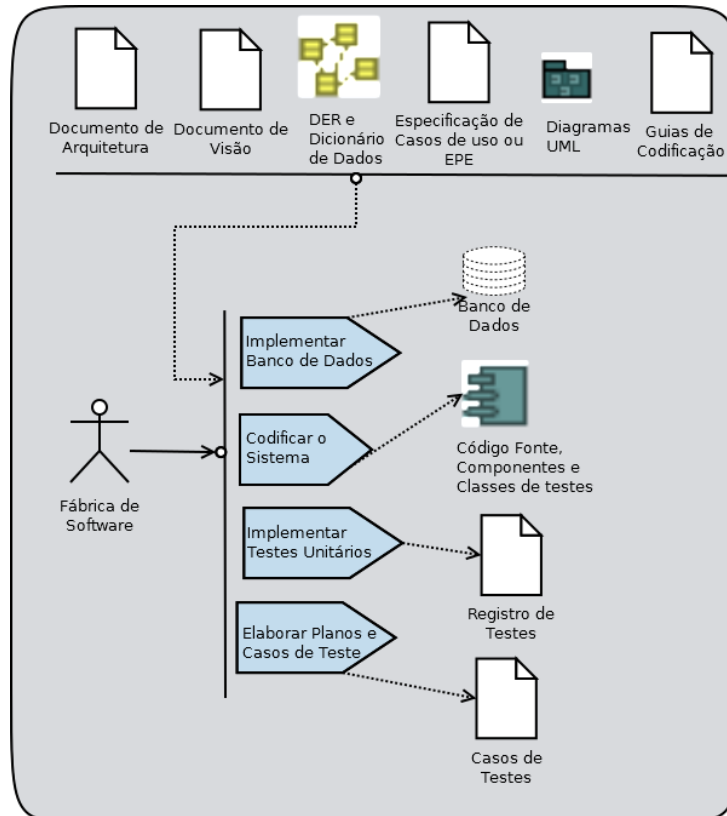 Documento de
Arquitetura
Documento de
Visão
DER e
Dicionário
de Dados
Especificação de
Casos de uso ou
EPE
Diagramas
UML
Guias de
Codificação
Implementar
Banco de Dados
Banco de
Dados
Codificar o
Sistema
Código Fonte,
Componentes e
Classes de testes
Fábrica de
Software
Implementar
Testes Unitários
Registro de
Testes
Elaborar Planos e
Casos de Teste
Casos de
Testes